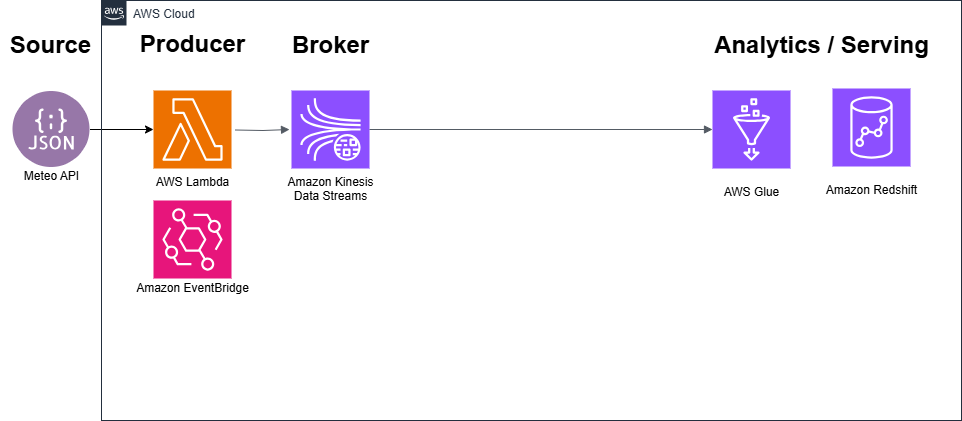 aws
AWS Cloud
Source
Producer
Broker
Analytics / Serving
{;}
JSON
Meteo API
AWS Lambda
Amazon Kinesis
Data Streams
AWS Glue
Amazon Redshift
Amazon EventBridge